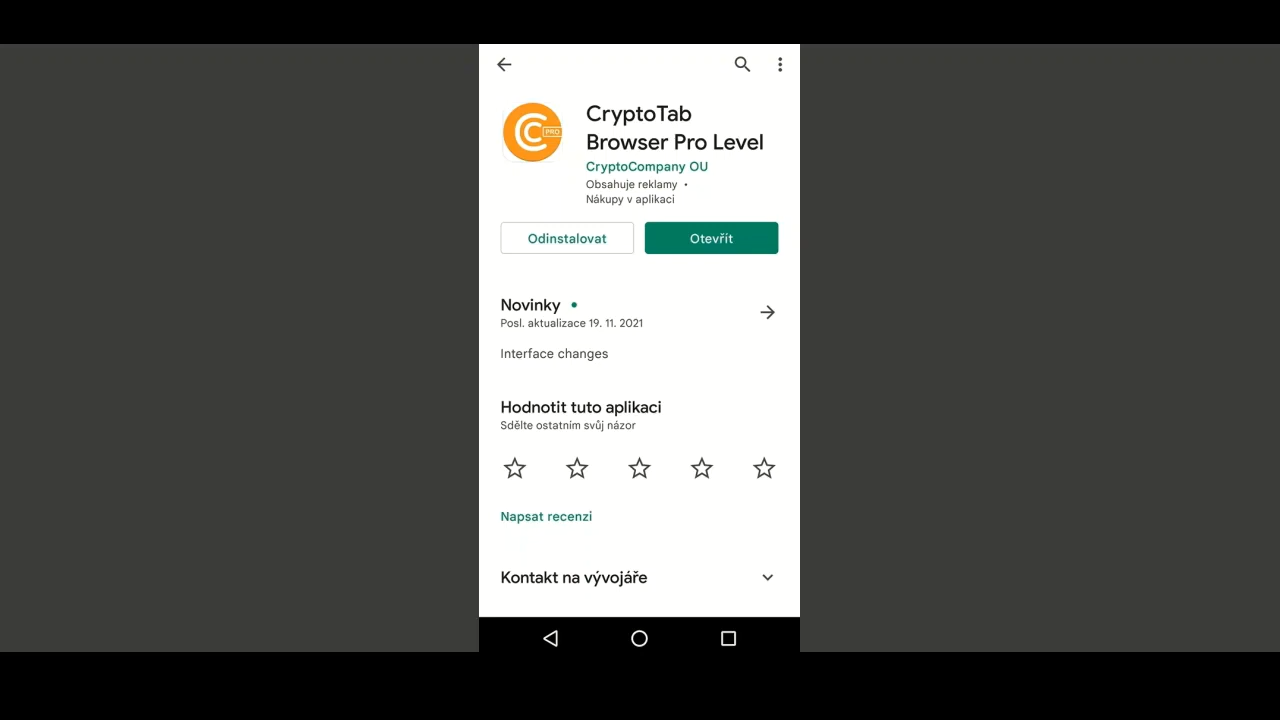 CryptoTab
Browser Pro Level
CryptoCompany OU
Obsahuje reklamy •
Nákupy v aplikaci
PRO
Odinstalovat
Otevřít
Novinky •
Posl. aktualizace 19. 11. 2021
Interface changes
Hodnotit tuto aplikaci
Sdělte ostatním svůj názor
Napsat recenzi
Kontakt na vývojáře